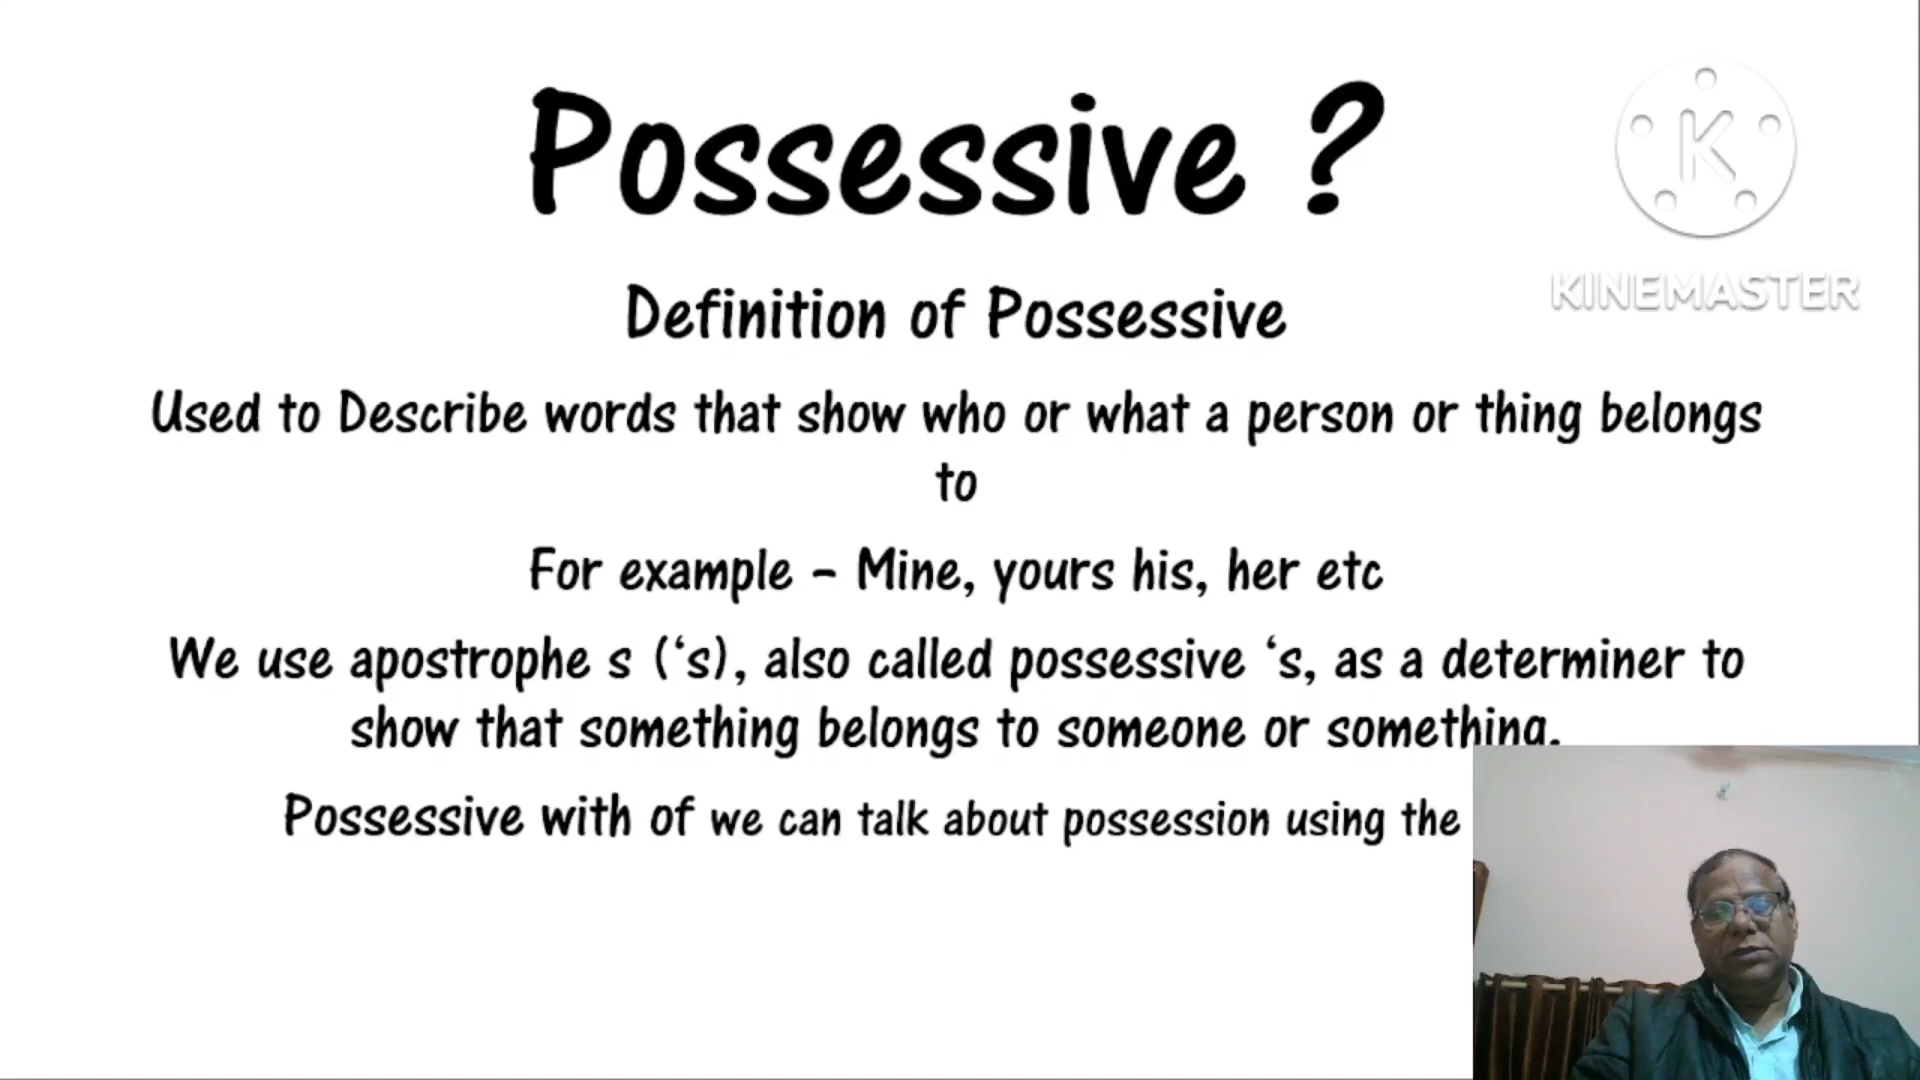 Possessive ?
K
KINEMASTER
Definition of Possessive
Used to Describe words that show who or what a person or thing belongs
to
For example – Mine, yours his, her etc
We use apostrophe s (‘s), also called possessive ‘s, as a determiner to
show that something belongs to someone or something.
Possessive with of we can talk about possession using the